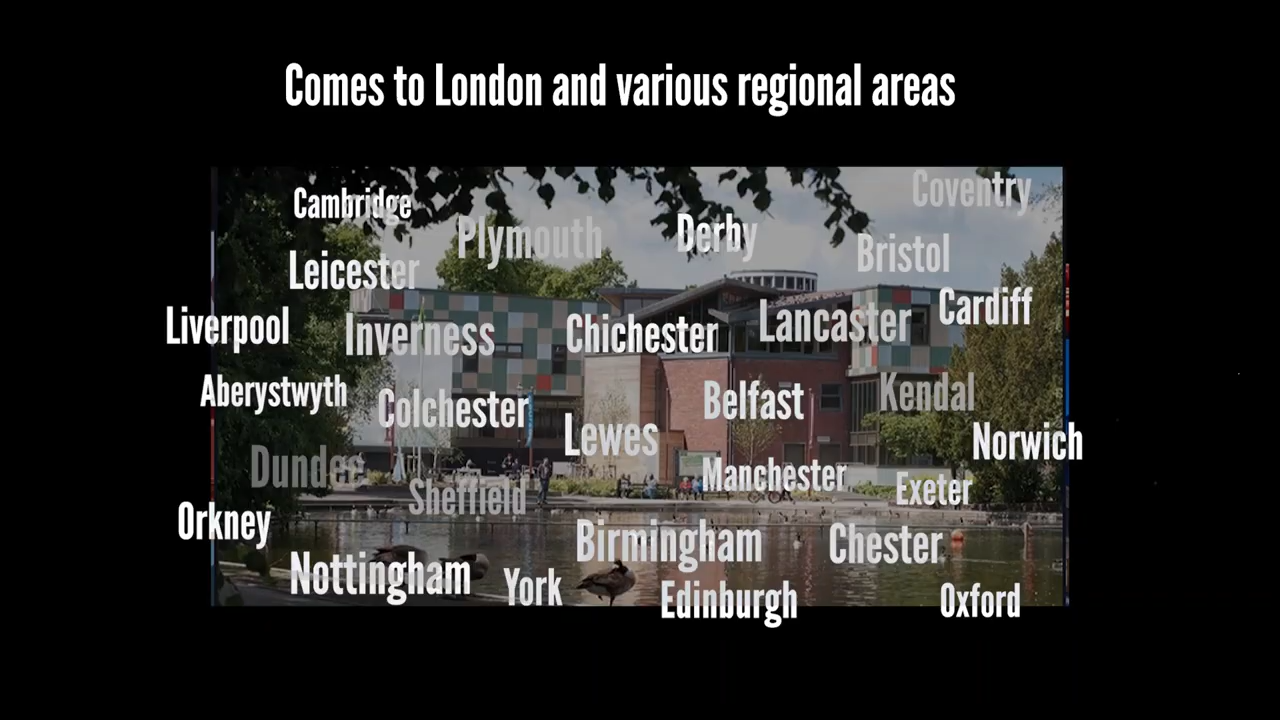 Comes to London and various regional areas
Coventry
Cambridge
Plymouth
Derby
Bristol
Leicester
Cardiff
Liverpool
Inverness
Chichester
Lancaster
Aberystwyth
Colchester
Belfast
Kendal
Lewes
Norwich
Dundee
Sheffield
Manchester
Exeter
Orkney
Birmingham
Chester
Nottingham
York
Edinburgh
Oxford